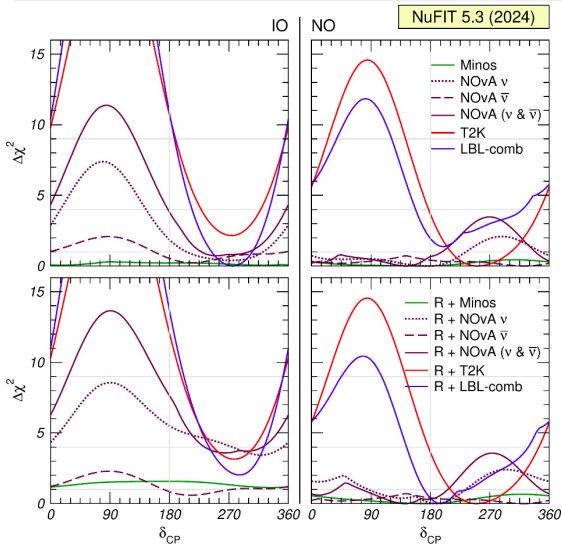 NuFIT 5.3 (2024)
IO
NO
15
10
5
0
Δχ²
Minos
NOvA ν
NOvA ν̅
NOvA (ν & ν̅)
T2K
LBL-comb
15
10
5
0
Δχ²
R + Minos
R + NOvA ν
R + NOvA ν̅
R + NOvA (ν & ν̅)
R + T2K
R + LBL-comb
0 90 180 270 360
90 180 270 360
δCP
δCP